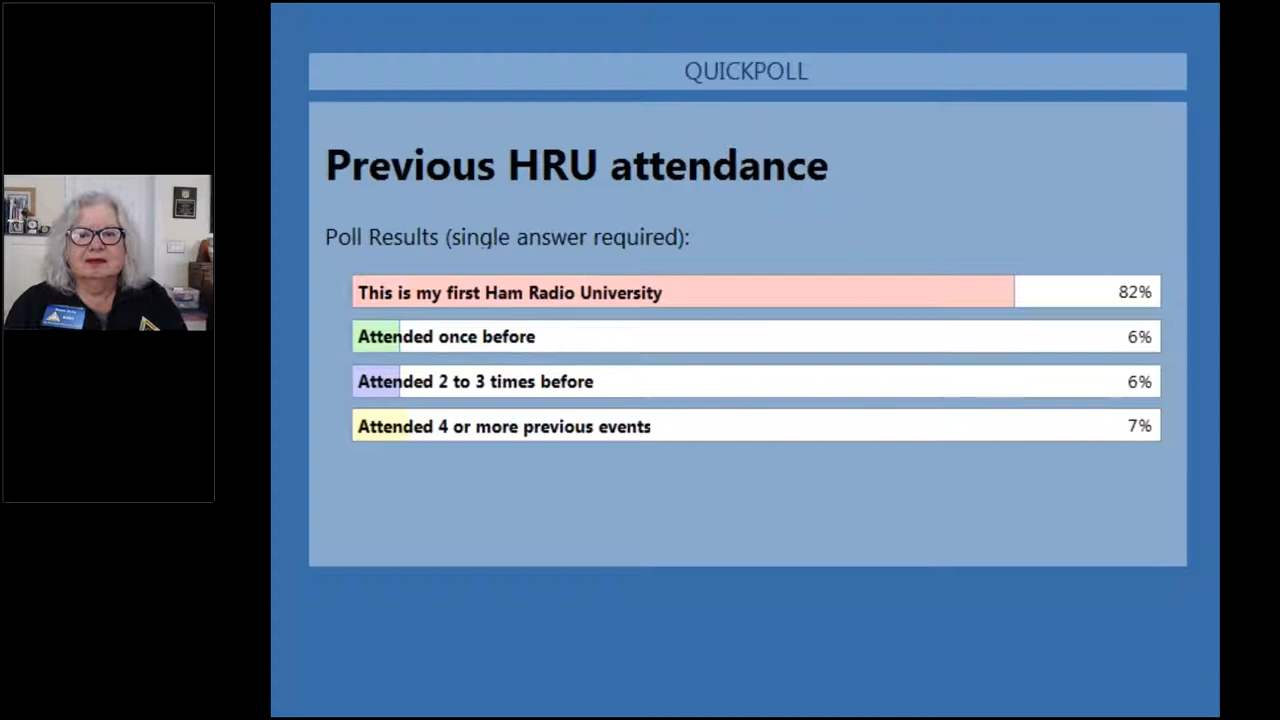 QUICKPOLL
Previous HRU attendance
Poll Results (single answer required):
This is my first Ham Radio University 82%
Attended once before 6%
Attended 2 to 3 times before 6%
Attended 4 or more previous events 7%